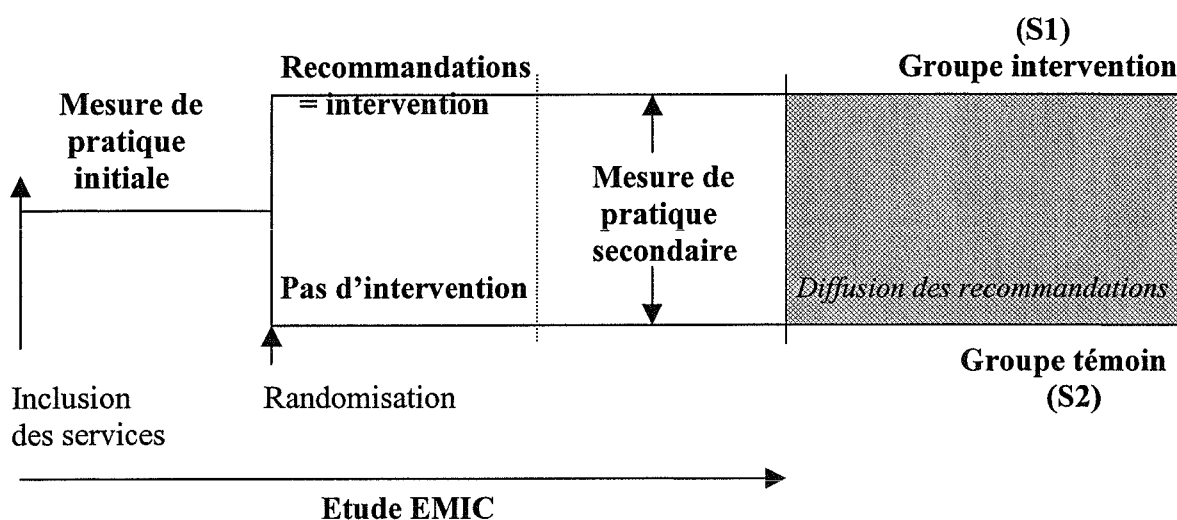 (S1)
Groupe intervention
Recommandations
= intervention
Mesure de
pratique
initiale
Mesure de
pratique
secondaire
Pas d'intervention
Diffusion des recommandations
Groupe témoin
(S2)
Inclusion
des services
Randomisation
Etude EMIC